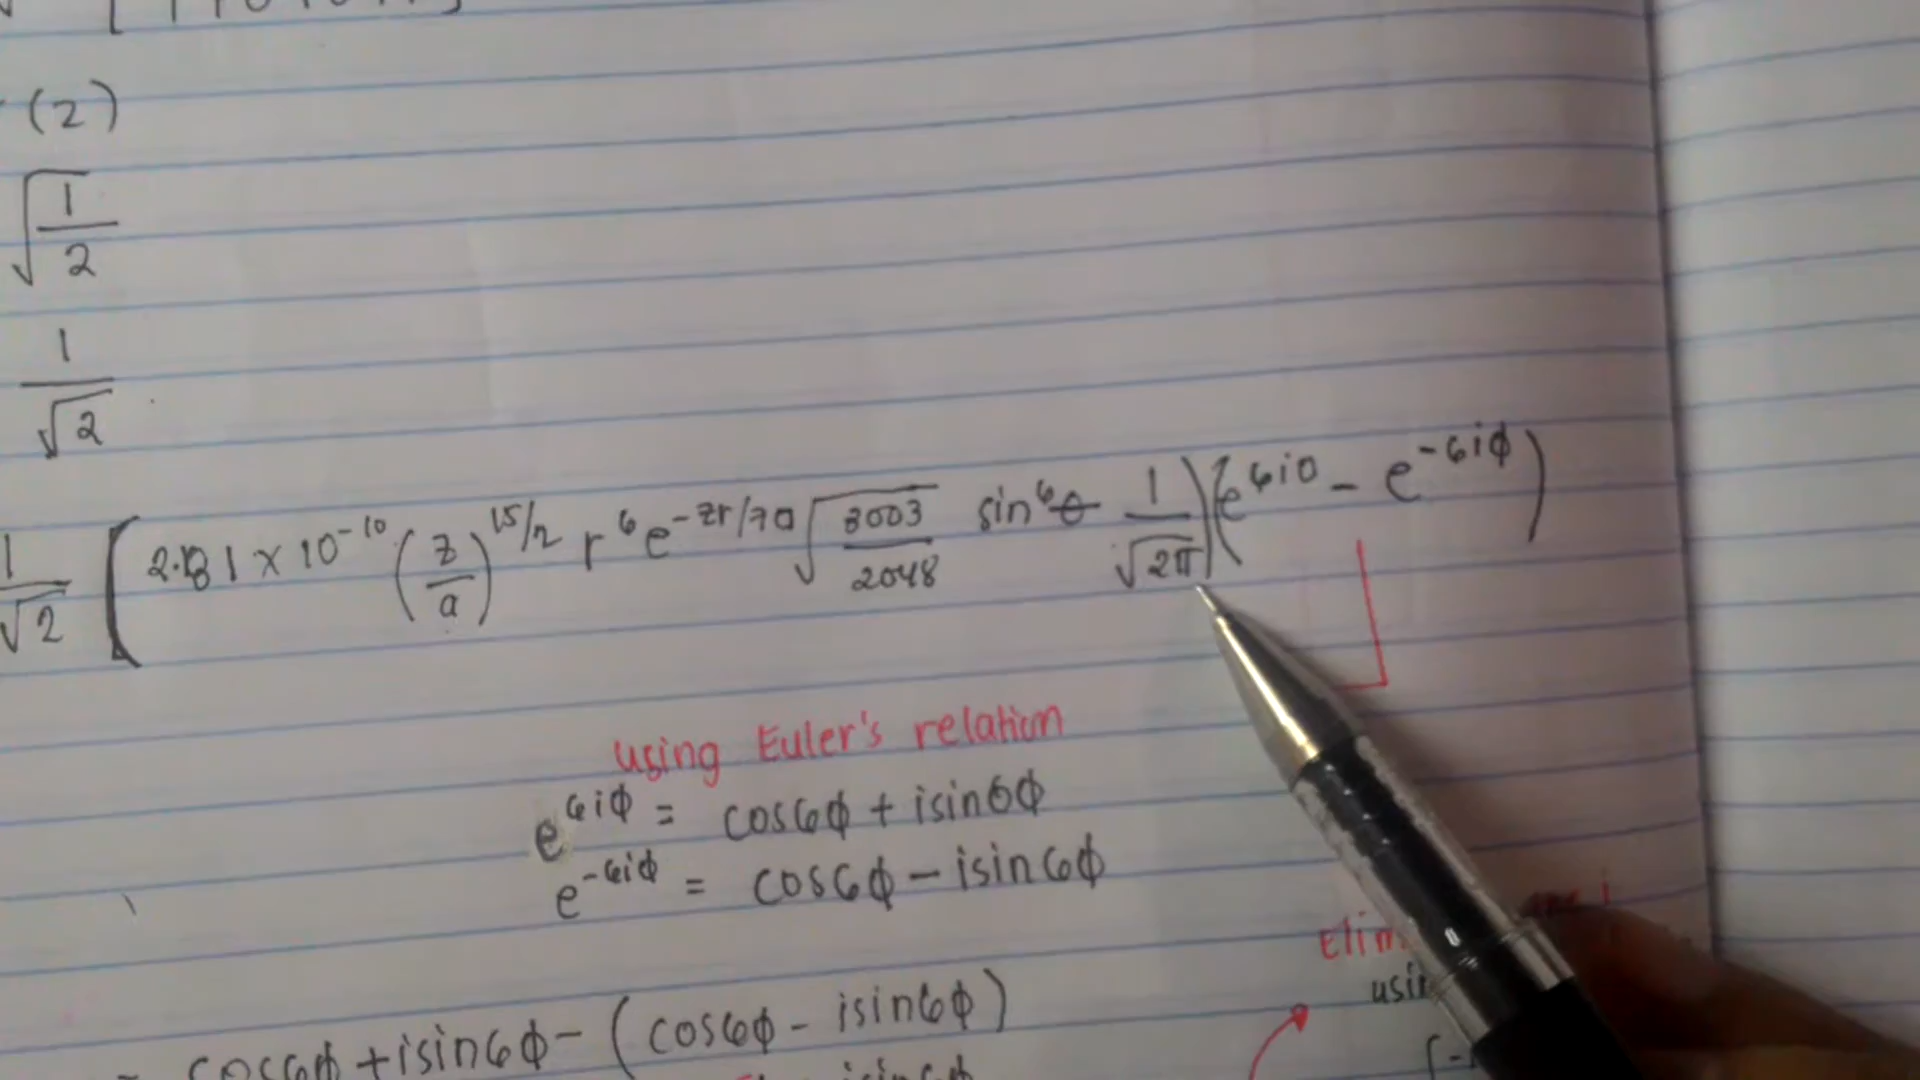 (2)
√(1/2)
1/√2
1/√2 [2.181 × 10^-10 (z/a)^15/2 r^6 e^-zr/7a √(3003/2048) sin^6 θ 1/√2π) (e^6iϕ - e^-6iϕ)
using Euler's relation
e^6iϕ = cos6ϕ + isin6ϕ
e^-6iϕ = cos6ϕ - isin6ϕ
= cos6ϕ + isin6ϕ - (cos6ϕ - isin6ϕ)